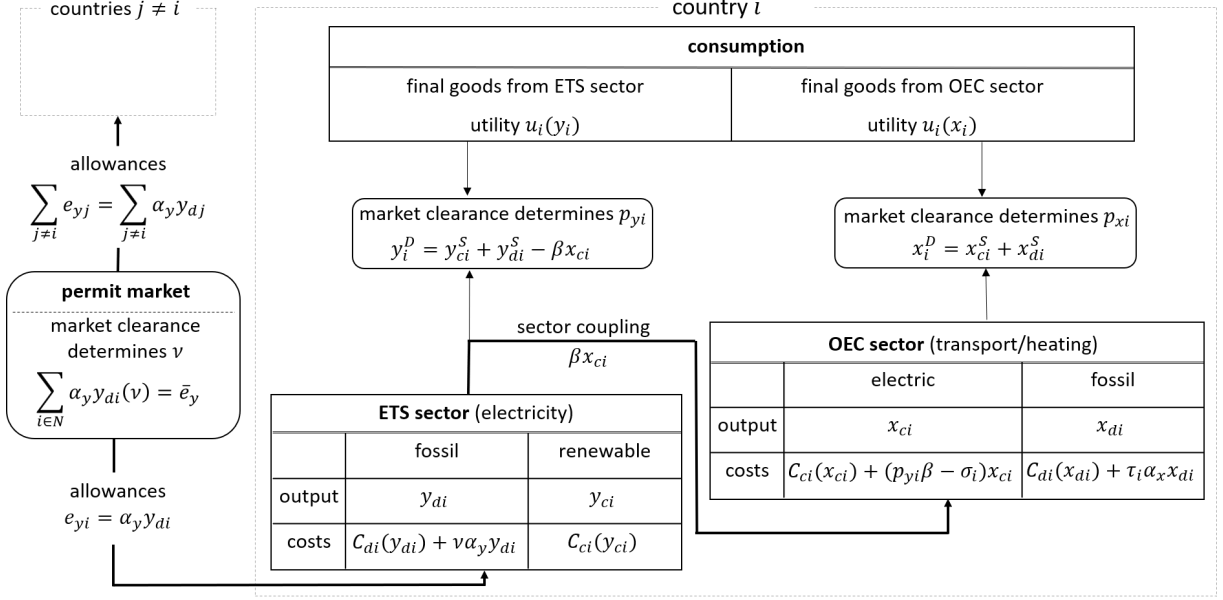 countries j ≠ i
allowances
∑_{j≠i} e_{yj} = ∑_{j≠i} α_y y_{dj}
permit market
market clearance
determines ν
∑_{i∈N} α_y y_{di}(ν) = ē_y
allowances
e_{yi} = α_y y_{di}
country i
consumption
final goods from ETS sector
utility u_i(y_i)
final goods from OEC sector
utility u_i(x_i)
market clearance determines p_{yi}
y_i^D = y_{ci}^S + y_{di}^S − βx_{ci}
market clearance determines p_{xi}
x_i^D = x_{ci}^S + x_{di}^S
sector coupling
βx_{ci}
ETS sector (electricity)
fossil renewable
output y_{di} y_{ci}
costs C_{di}(y_{di}) + να_y y_{di} C_{ci}(y_{ci})
OEC sector (transport/heating)
electric fossil
output x_{ci} x_{di}
costs C_{ci}(x_{ci}) + (p_{yi}β − σ_i)x_{ci} C_{di}(x_{di}) + τ_i α_x x_{di}